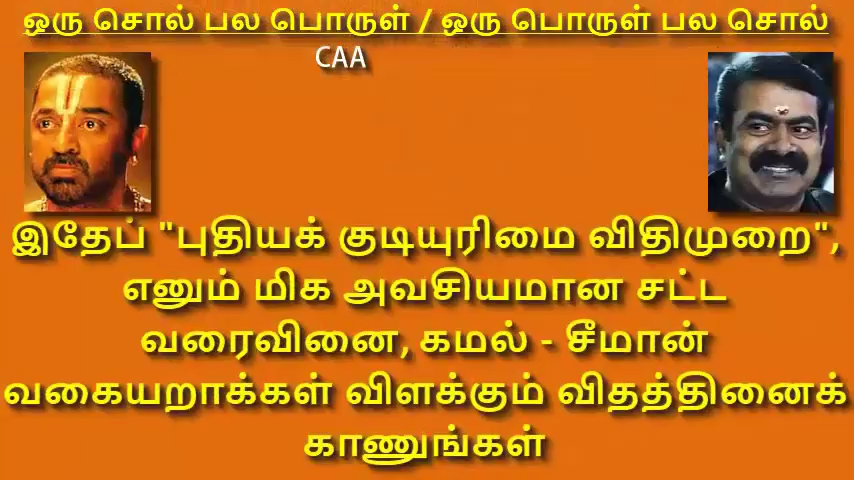 ஒரு சொல் பல பொருள் / ஒரு பொருள் பல சொல்
CAA
இதேப் "புதியக் குடியுரிமை விதிமுறை",
எனும் மிக அவசியமான சட்ட
வரைவினை, கமல் - சீமான்
வகையறாக்கள் விளக்கும் விதத்தினைக்
காணுங்கள்